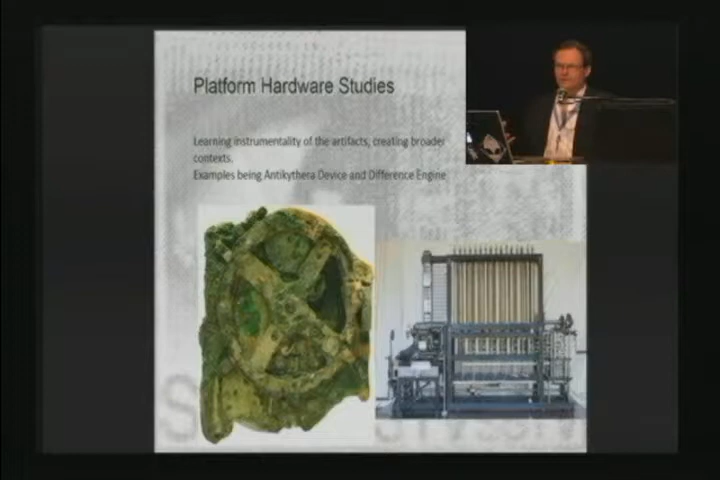 Platform Hardware Studies
Learning instrumentality of the artifacts, creating broader
contexts.
Examples being Antikythera Device and Difference Engine